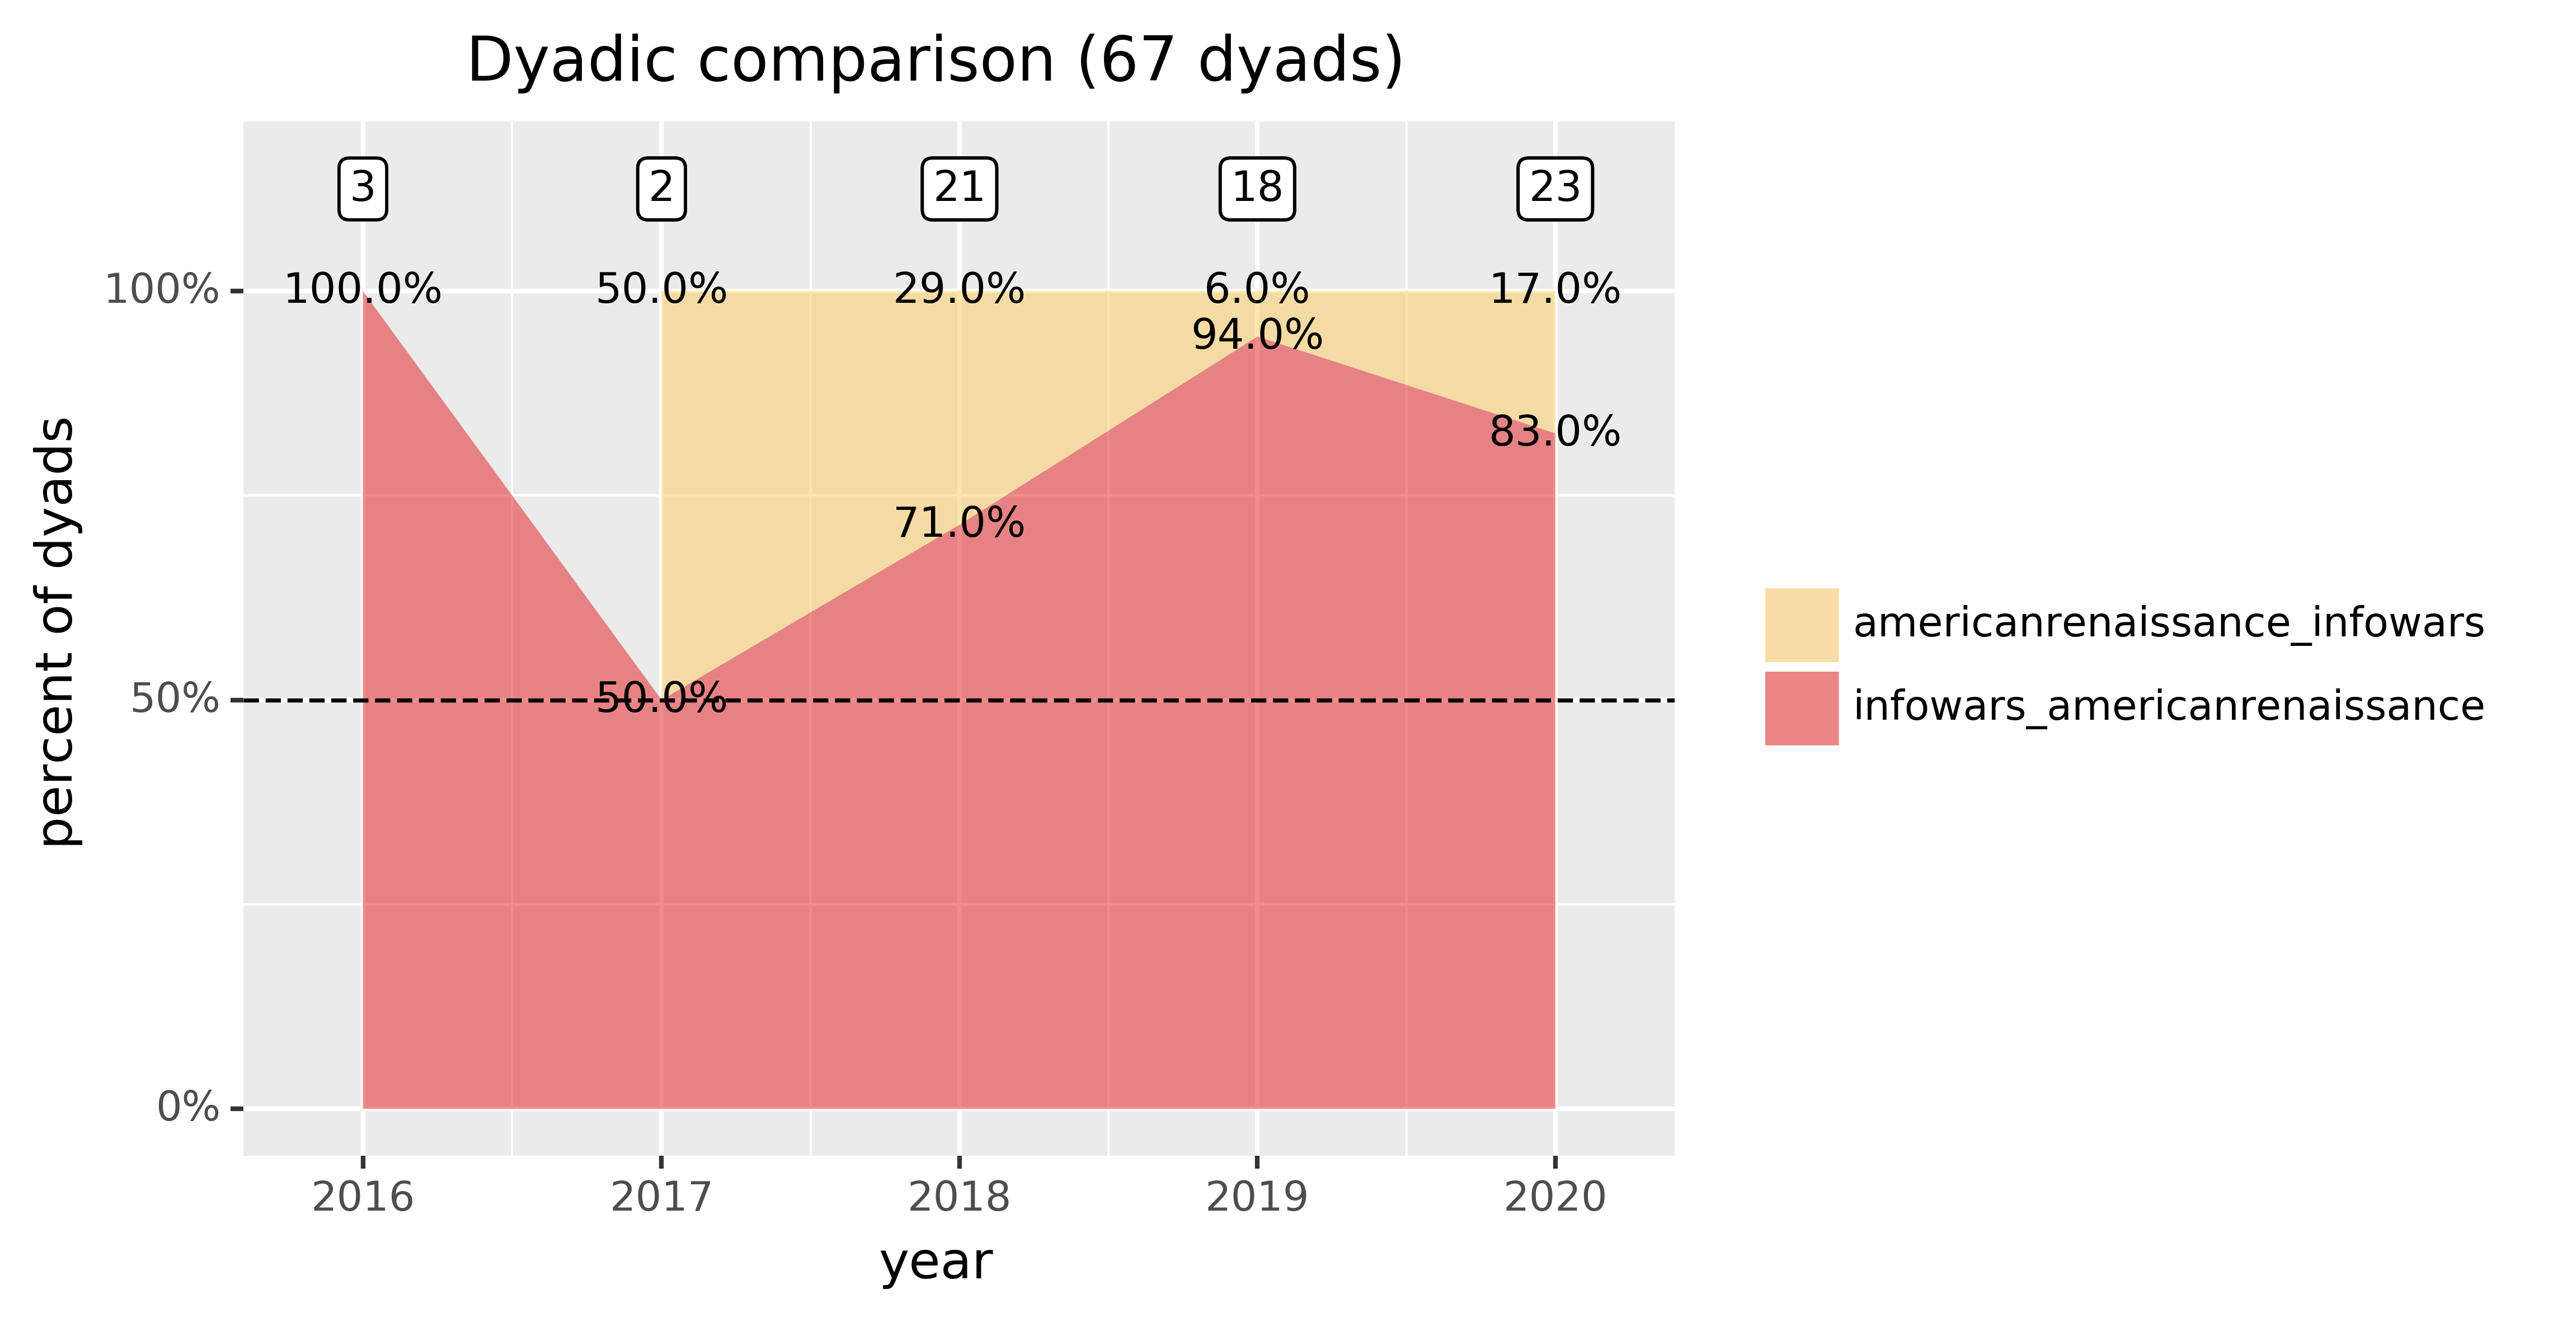 Dyadic comparison (67 dyads)
3 2 21 18 23
100% 100.0% 50.0% 29.0% 6.0% 17.0%
94.0%
83.0%
71.0%
50% 50.0%
0%
percent of dyads
2016 2017 2018 2019 2020
year
americanrenaissance_infowars
infowars_americanrenaissance